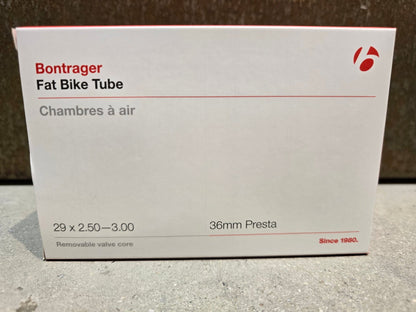 Bontrager
Fat Bike Tube
Chambres à air
29 x 2.50—3.00
36mm Presta
Removable valve core
Since 1980.